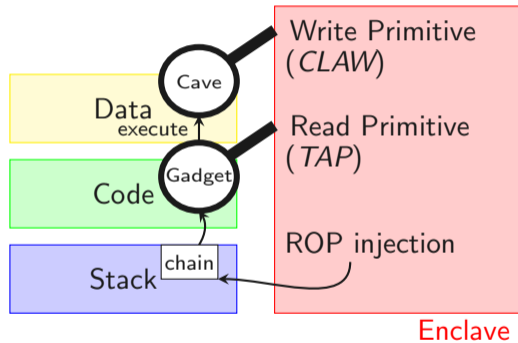 Write Primitive
(CLAW)
Cave
Data
execute
Read Primitive
(TAP)
Gadget
Code
ROP injection
chain
Stack
Enclave